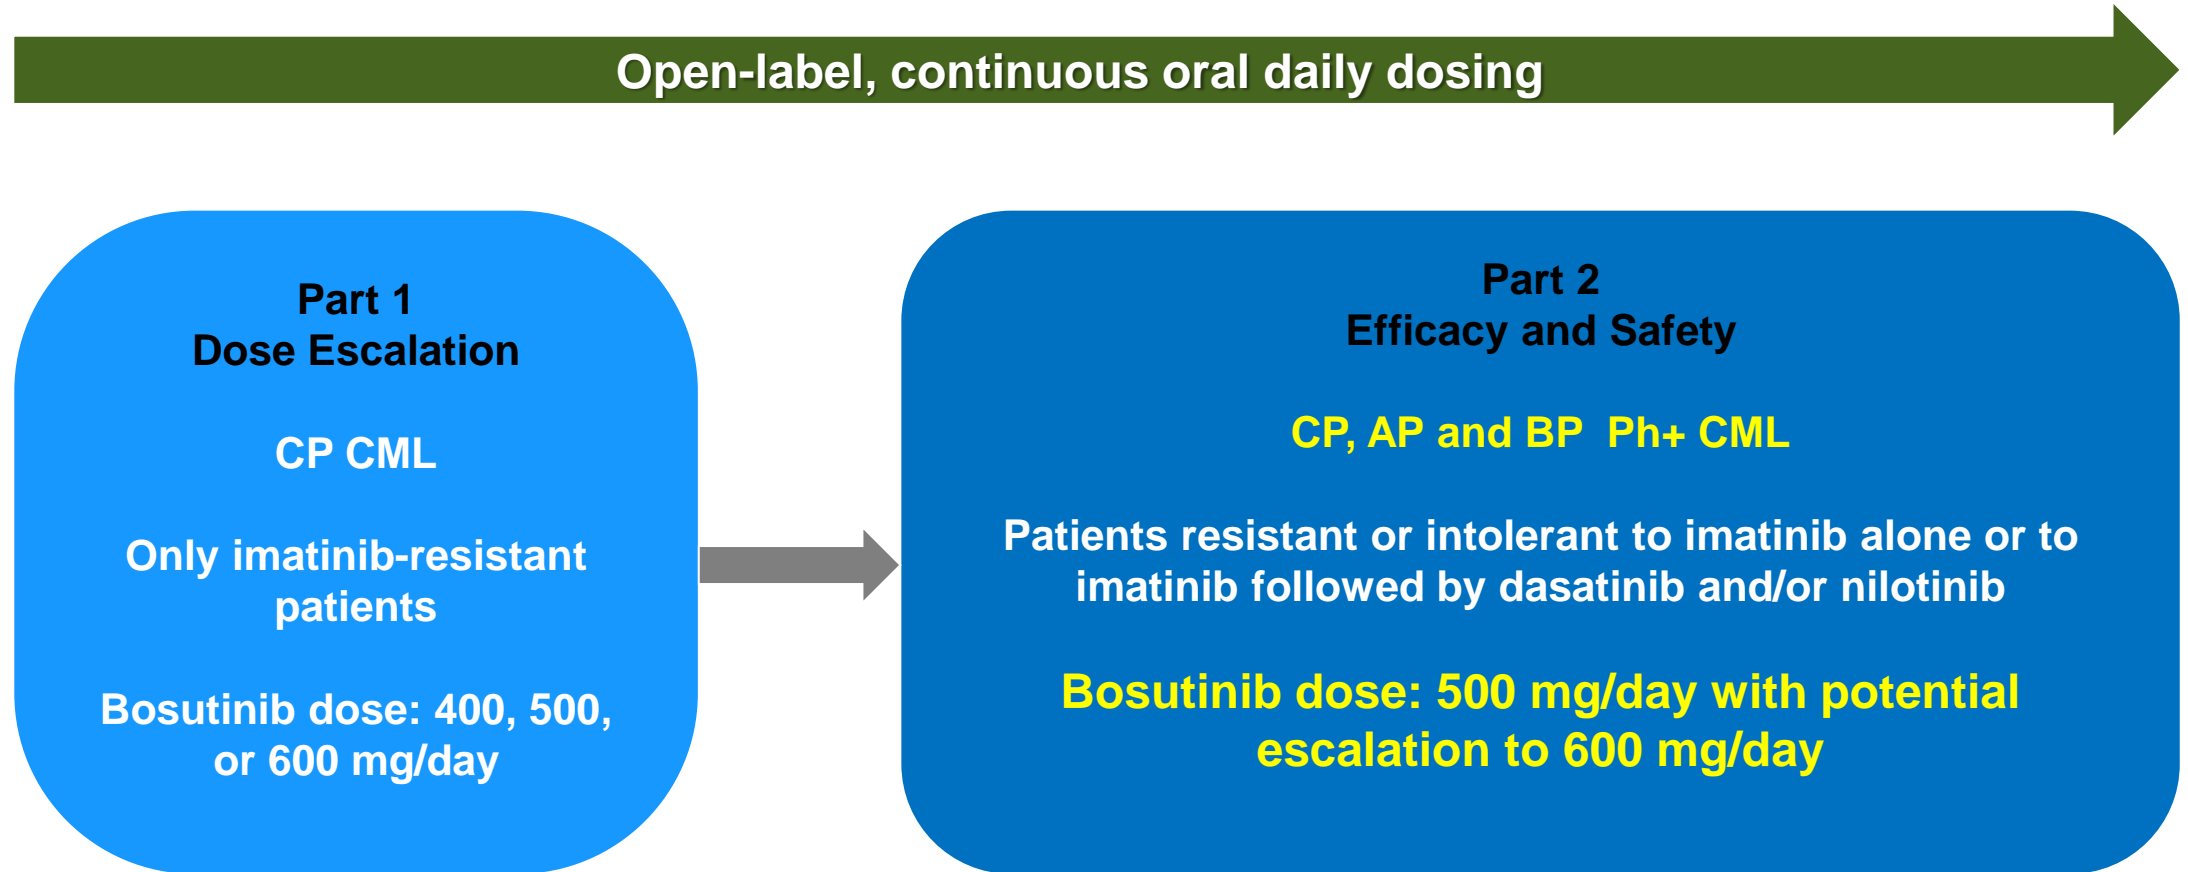 Open-label, continuous oral daily dosing
Part 1
Dose Escalation
CP CML
Only imatinib-resistant
patients
Bosutinib dose: 400, 500,
or 600 mg/day
Part 2
Efficacy and Safety
CP, AP and BP  Ph+ CML
Patients resistant or intolerant to imatinib alone or to
imatinib followed by dasatinib and/or nilotinib
Bosutinib dose: 500 mg/day with potential
escalation to 600 mg/day